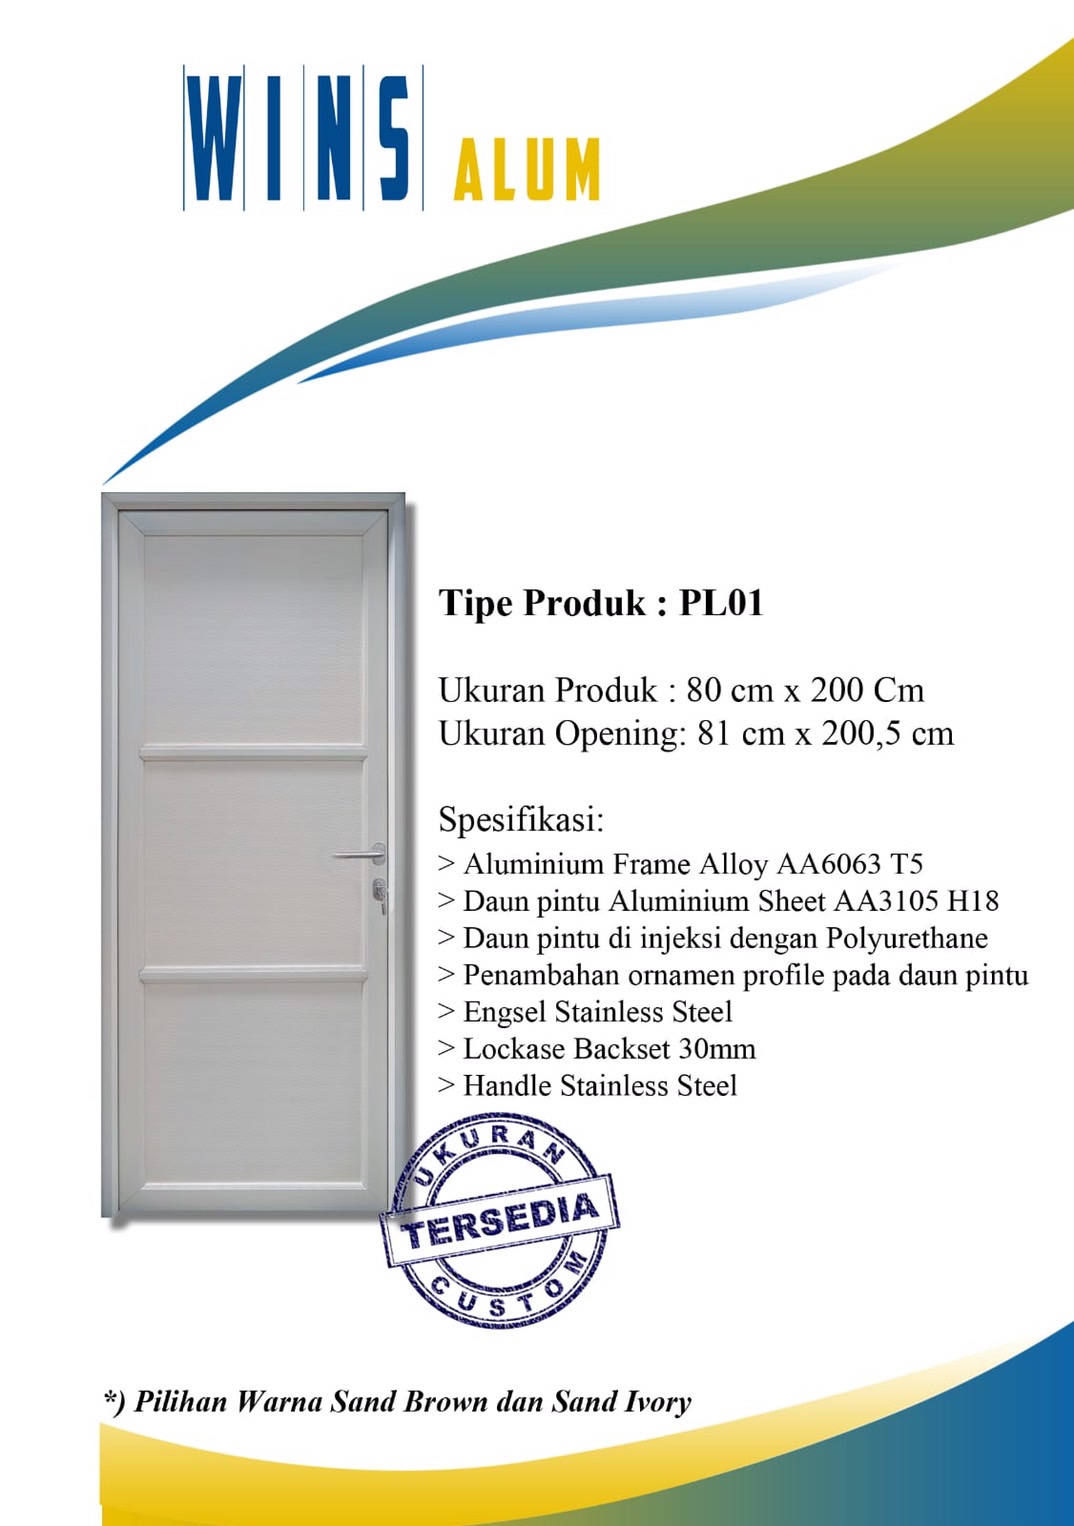 WINS ALUM
Tipe Produk : PL01
Ukuran Produk : 80 cm x 200 Cm
Ukuran Opening: 81 cm x 200,5 cm
Spesifikasi:
> Aluminium Frame Alloy AA6063 T5
> Daun pintu Aluminium Sheet AA3105 H18
> Daun pintu di injeksi dengan Polyurethane
> Penambahan ornamen profile pada daun pintu
> Engsel Stainless Steel
> Lockase Backset 30mm
> Handle Stainless Steel
UKURAN
TERSEDIA
CUSTOM
*) Pilihan Warna Sand Brown dan Sand Ivory